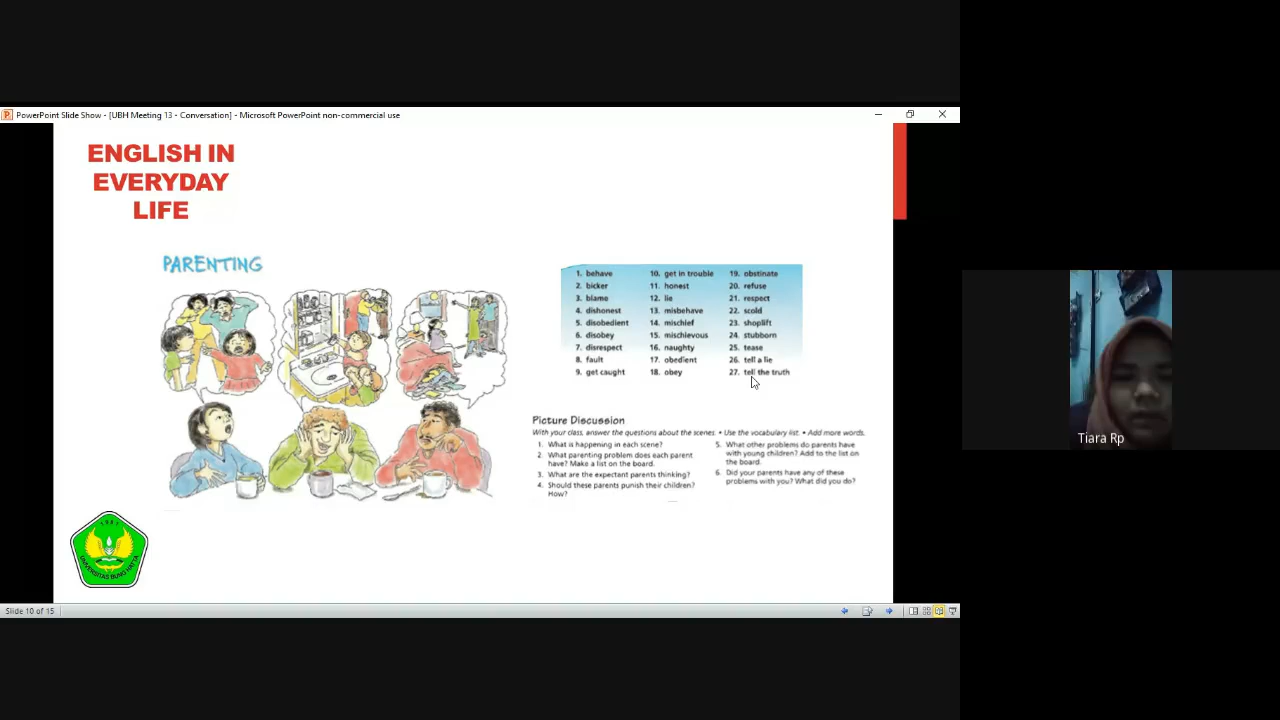 PowerPoint Slide Show - [UBH Meeting 13 - Conversation] - Microsoft PowerPoint non-commercial use
ENGLISH IN
EVERYDAY
LIFE
PARENTING
1. behave
2. bicker
3. blame
4. dishonest
5. disobedient
6. disobey
7. disrespect
8. fault
9. get caught
10. get in trouble
11. honest
12. lie
13. misbehave
14. mischief
15. mischievous
16. naughty
17. obedient
18. obey
19. obstinate
20. refuse
21. respect
22. scold
23. shoplift
24. stubborn
25. tease
26. tell a lie
27. tell the truth
Picture Discussion
With your class, answer the questions about the scenes. • Use the vocabulary list. • Add more words.
1. What is happening in each scene?
2. What parenting problem does each parent
have? Make a list on the board.
3. What are the expectant parents thinking?
4. Should these parents punish their children?
How?
5. What other problems do parents have
with young children? Add to the list on
the board.
6. Did your parents have any of these
problems with you? What did you do?
1981
UNIVERSITAS BUNG HATTA
Slide 10 of 15
Tiara Rp